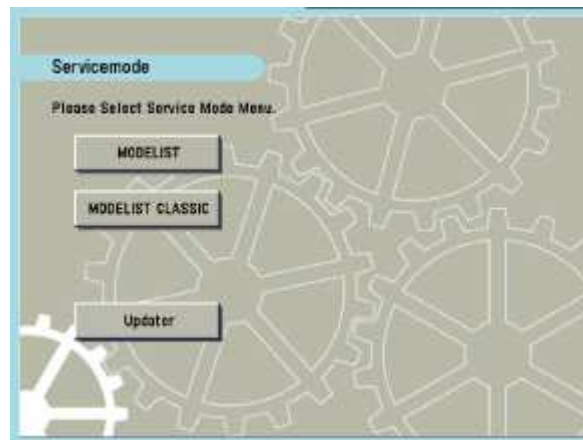 Servicemode
Please Select Service Mode Menu.
MODELIST
MODELIST CLASSIC
Updater